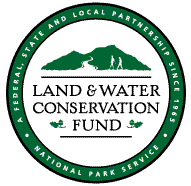 A FEDERAL, STATE AND LOCAL PARTNERSHIP SINCE 1965
LAND & WATER
CONSERVATION
FUND
• NATIONAL PARK SERVICE •